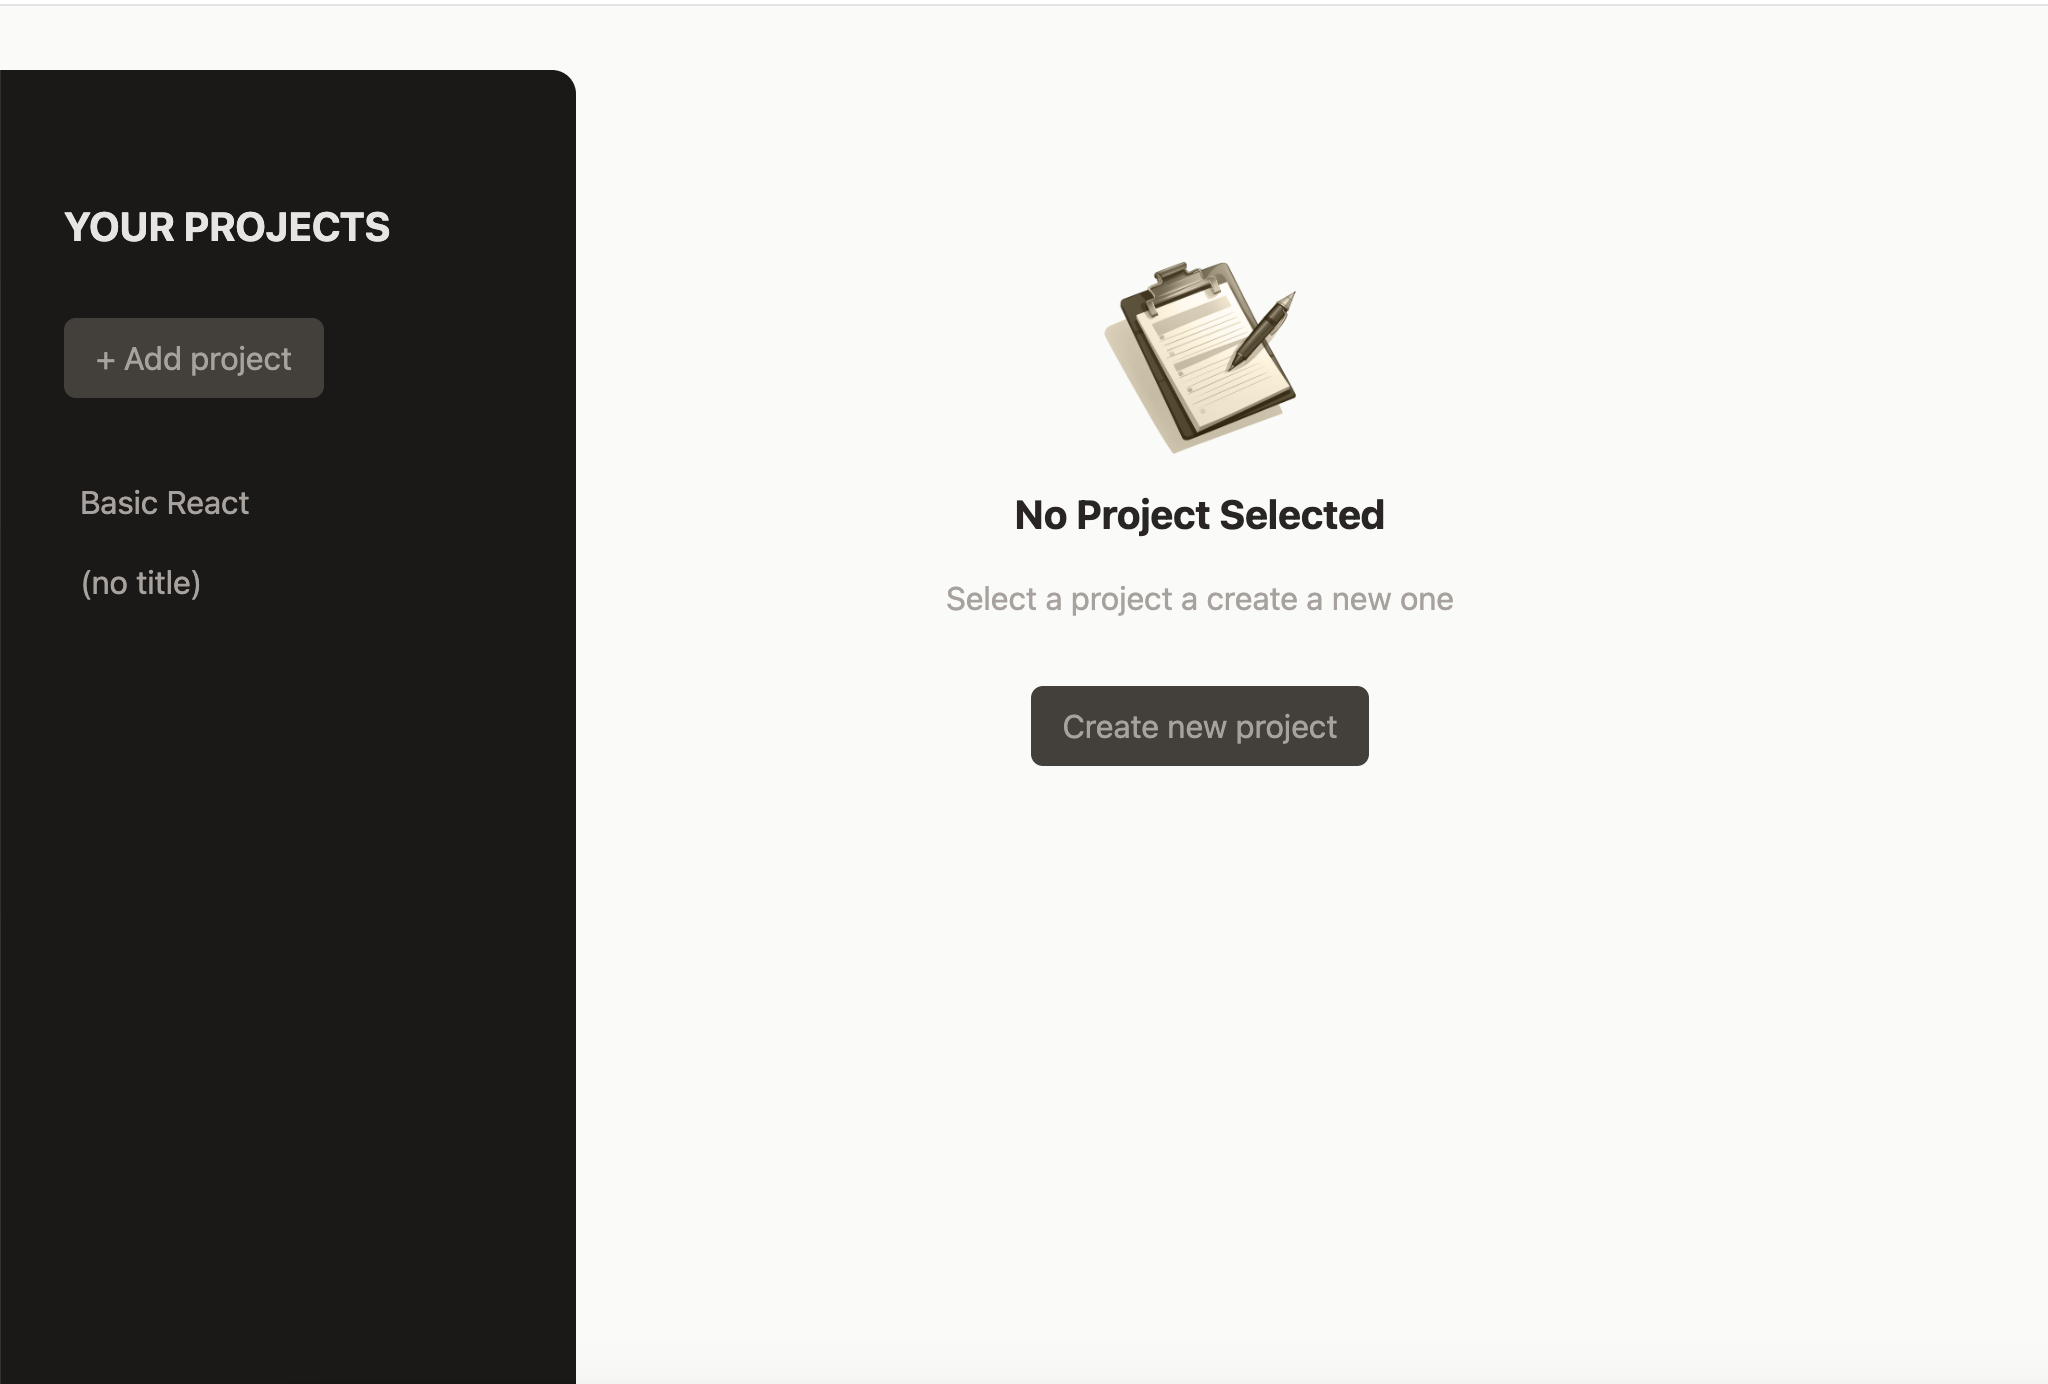 YOUR PROJECTS
+ Add project
Basic React
(no title)
No Project Selected
Select a project a create a new one
Create new project